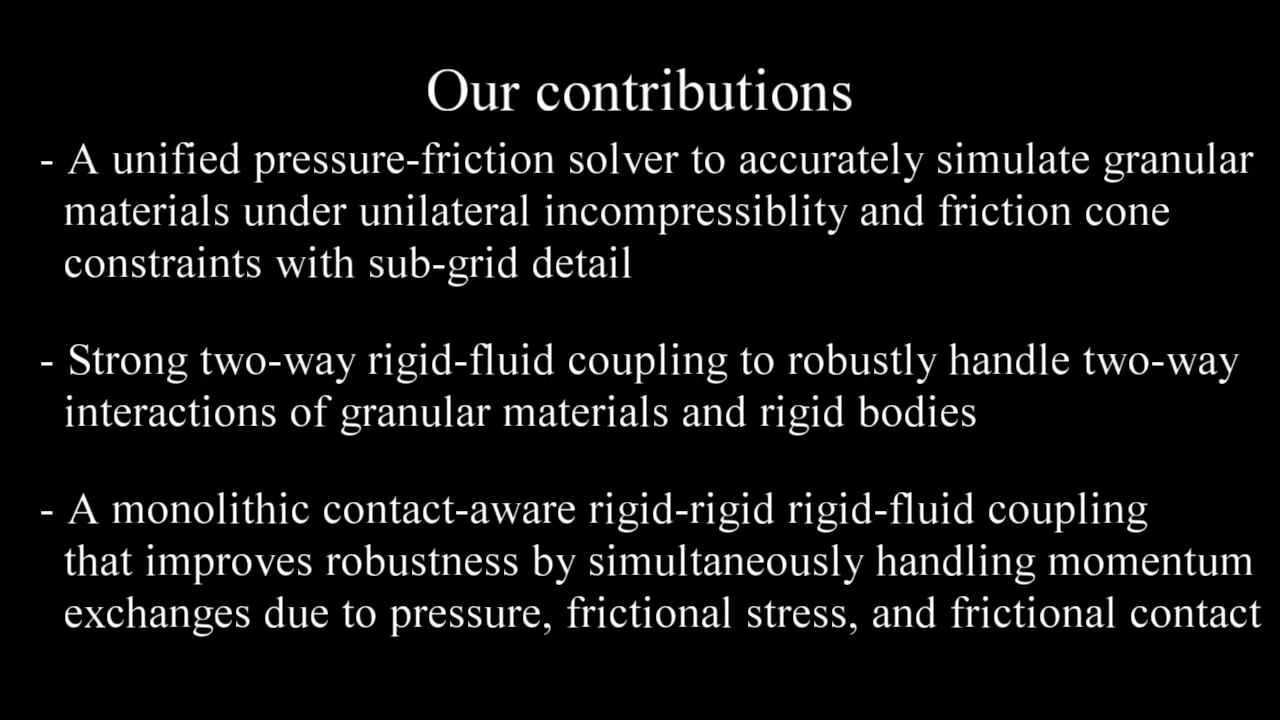 Our contributions
- A unified pressure-friction solver to accurately simulate granular
materials under unilateral incompressiblity and friction cone
constraints with sub-grid detail
- Strong two-way rigid-fluid coupling to robustly handle two-way
interactions of granular materials and rigid bodies
- A monolithic contact-aware rigid-rigid rigid-fluid coupling
that improves robustness by simultaneously handling momentum
exchanges due to pressure, frictional stress, and frictional contact